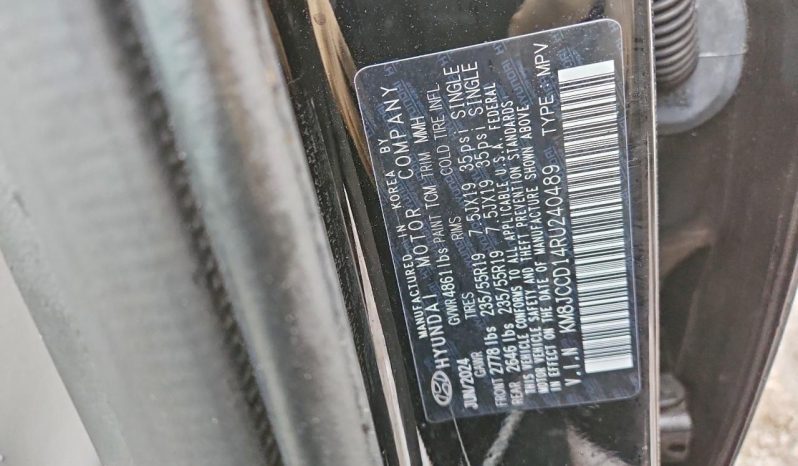 MANUFACTURED IN KOREA BY
HYUNDAI MOTOR COMPANY
JUN/2024 GVWR 4861 lbs PAINT TCM TRIM MMH
GAWR TIRES RIMS COLD TIRE INFL
FRONT 2778 lbs 235/55R19 7.5JX19 35psi SINGLE
REAR 2646 lbs 235/55R19 7.5JX19 35psi SINGLE
THIS VEHICLE CONFORMS TO ALL APPLICABLE U.S.A. FEDERAL
MOTOR VEHICLE SAFETY AND THEFT PREVENTION STANDARDS
IN EFFECT ON THE DATE OF MANUFACTURE SHOWN ABOVE.
V.I.N KM8JCCD14RU240489 TYPE: MPV